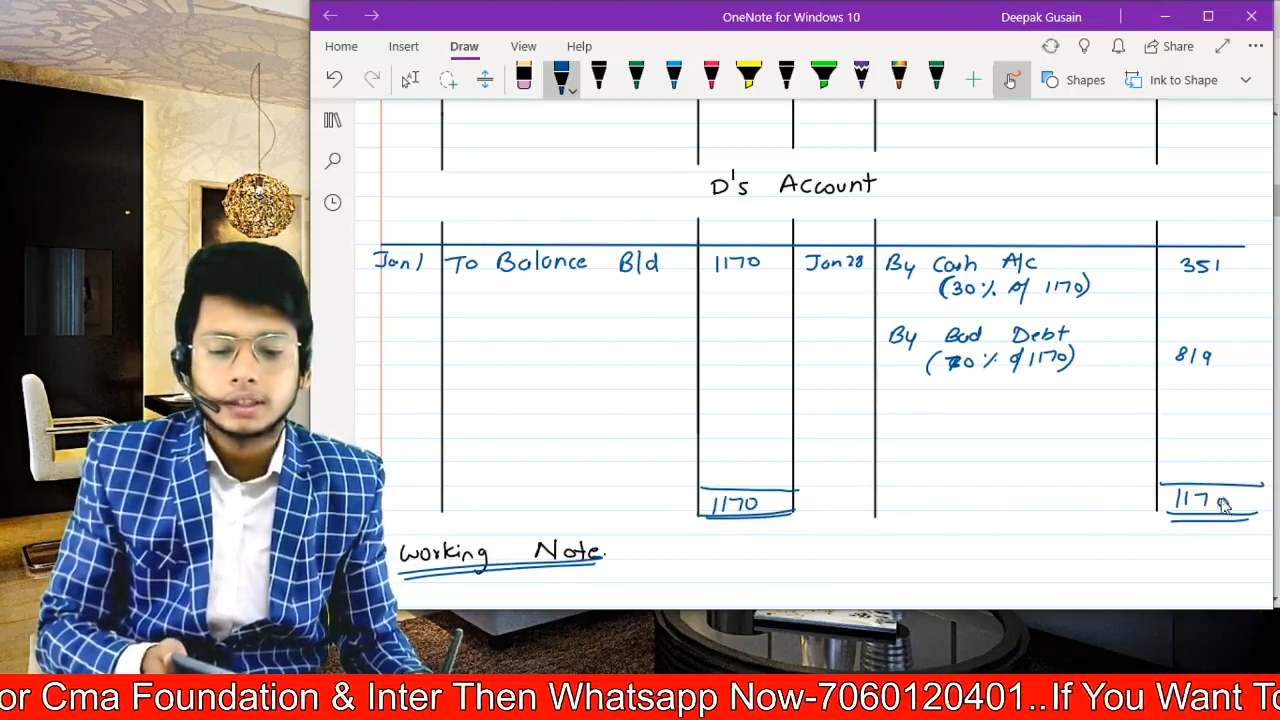 OneNote for Windows 10
Deepak Gusain
Home Insert Draw View Help
Share
Shapes
Ink to Shape
D's Account
Jan 1 To Balance B/d 1170 Jan 28 By Cash A/c 351
(30% of 1170)
By Bad Debt
(70% of 1170) 819
1170 1170
Working Note.
or Cma Foundation & Inter Then Whatsapp Now-7060120401..If You Want To